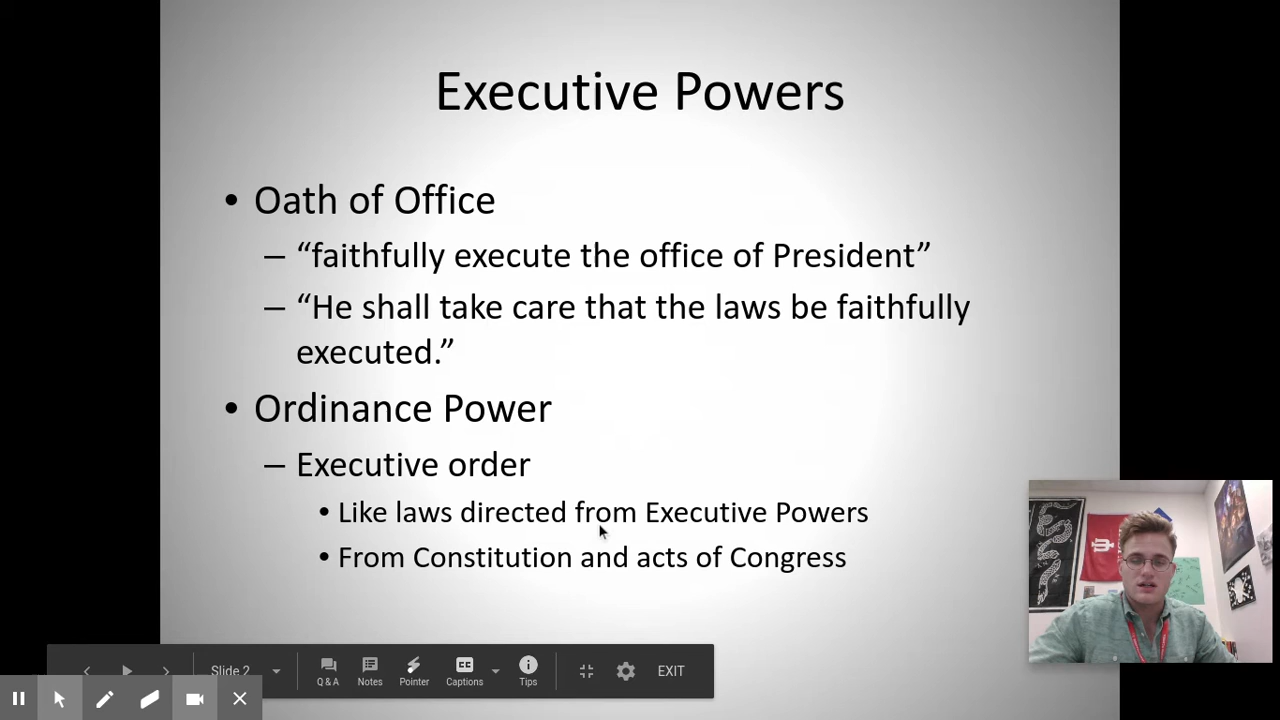 Executive Powers
• Oath of Office
– “faithfully execute the office of President”
– “He shall take care that the laws be faithfully
executed.”
• Ordinance Power
– Executive order
• Like laws directed from Executive Powers
• From Constitution and acts of Congress
Slide 2
Q & A
Notes
Pointer
CC
Captions
Tips
EXIT